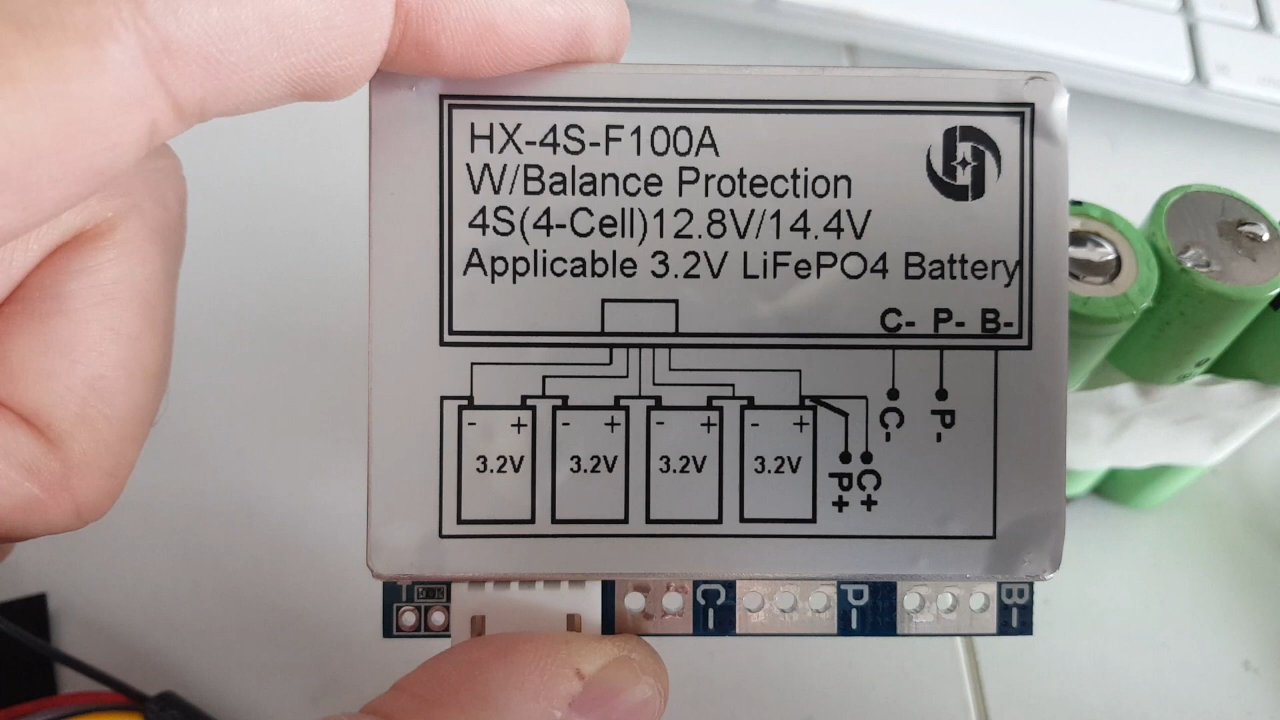 HX-4S-F100A
W/Balance Protection
4S(4-Cell)12.8V/14.4V
Applicable 3.2V LiFePO4 Battery
C- P- B-
- + - + - + - +
3.2V 3.2V 3.2V 3.2V
P+ C+ C- P-
T
C- P- B-